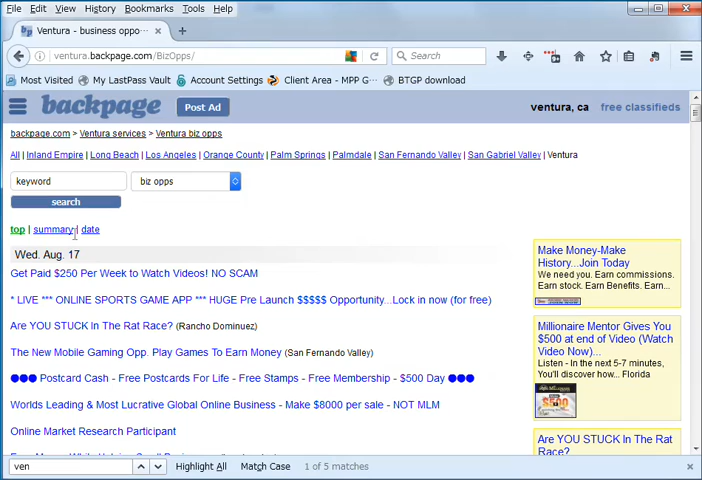 File Edit View History Bookmarks Tools Help
Ventura - business oppo...
ventura.backpage.com/BizOpps/
Search
Most Visited My LastPass Vault Account Settings Client Area - MPP G... BTGP download
backpage Post Ad ventura, ca free classifieds
backpage.com > Ventura services > Ventura biz opps
All | Inland Empire | Long Beach | Los Angeles | Orange County | Palm Springs | Palmdale | San Fernando Valley | San Gabriel Valley | Ventura
keyword biz opps
search
top | summary | date
Wed. Aug. 17
Get Paid $250 Per Week to Watch Videos! NO SCAM
* LIVE *** ONLINE SPORTS GAME APP *** HUGE Pre Launch $$$$$ Opportunity...Lock in now (for free)
Are YOU STUCK In The Rat Race? (Rancho Dominuez)
The New Mobile Gaming Opp. Play Games To Earn Money (San Fernando Valley)
●●● Postcard Cash - Free Postcards For Life - Free Stamps - Free Membership - $500 Day ●●●
Worlds Leading & Most Lucrative Global Online Business - Make $8000 per sale - NOT MLM
Online Market Research Participant
Make Money-Make
History...Join Today
We need you. Earn commissions.
Earn stock. Earn Benefits. Earn...
Millionaire Mentor Gives You
$500 at end of Video (Watch
Video Now)...
Listen - In the next 5-7 minutes,
You'll discover how... Florida
Are YOU STUCK In The Rat
Race?
ven Highlight All Match Case 1 of 5 matches